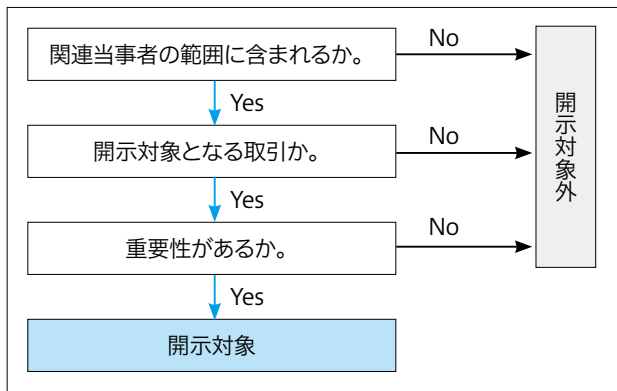 関連当事者の範囲に含まれるか。
No
Yes
開示対象となる取引か。
No
Yes
重要性があるか。
No
Yes
開示対象
開示対象外